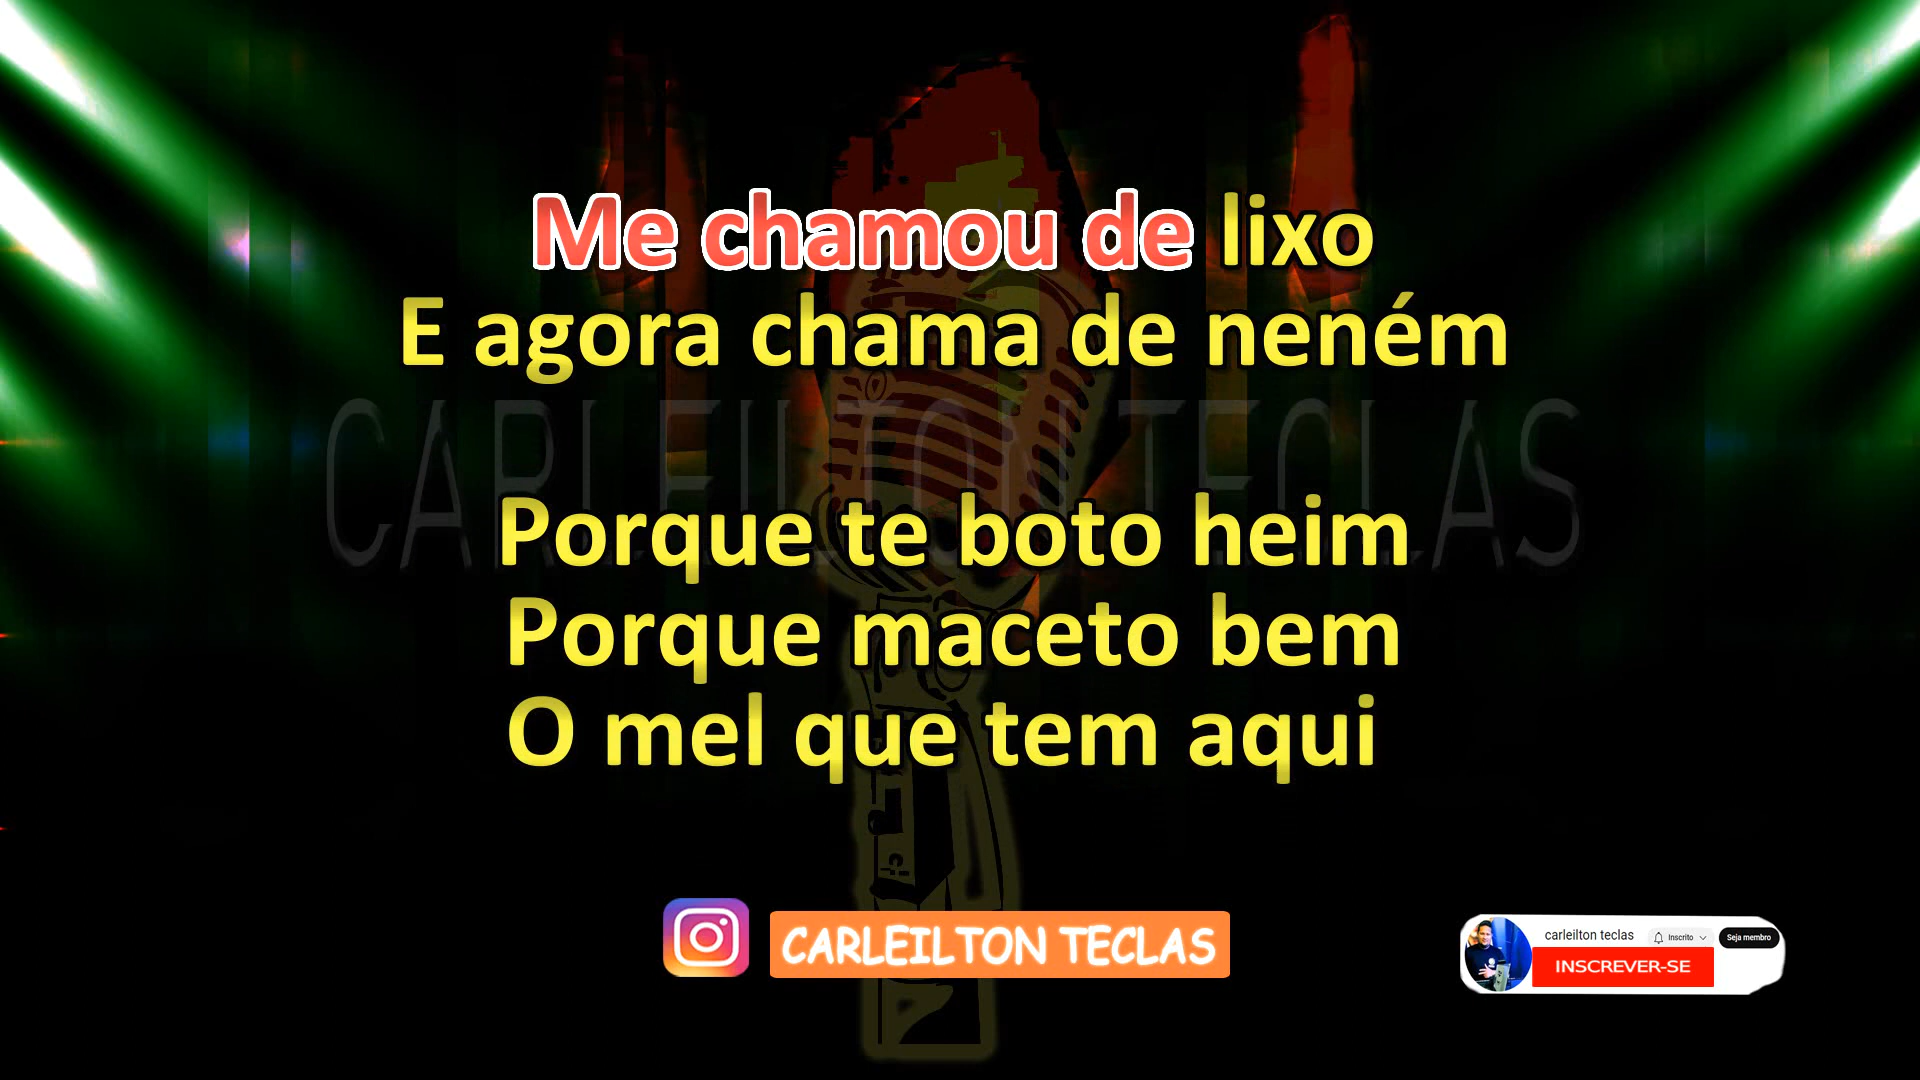 Me chamou de lixo
E agora chama de neném
CARLEILTON TECLAS
Porque te boto heim
Porque maceto bem
O mel que tem aqui
CARLEILTON TECLAS
carleilton teclas Inscrito Seja membro
INSCREVER-SE